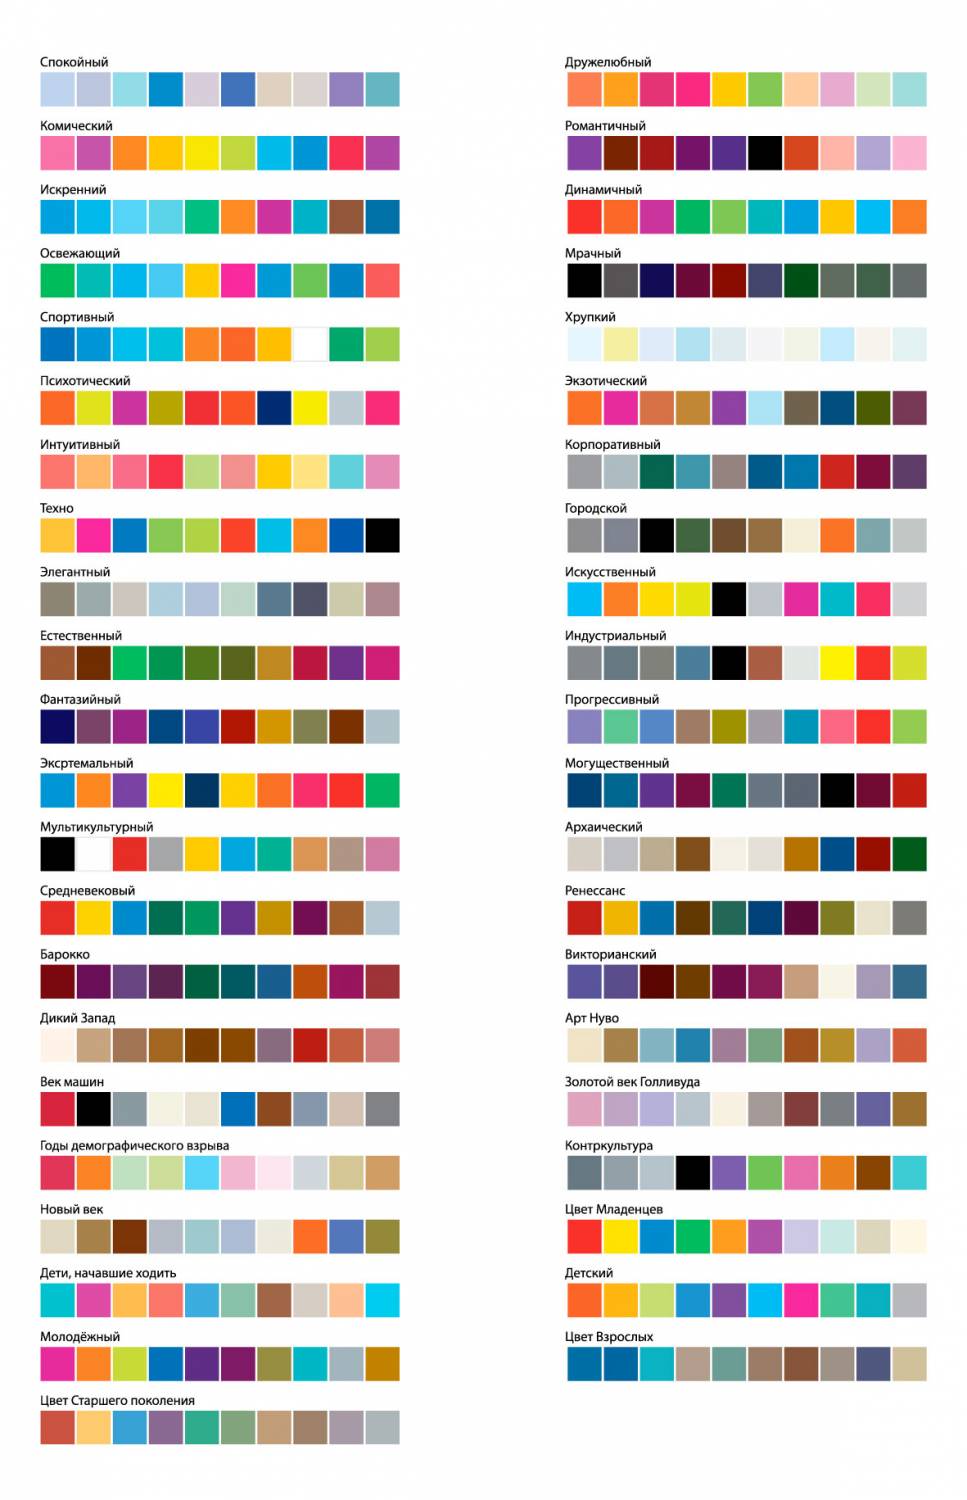 Спокойный
Комический
Искренний
Освежающий
Спортивный
Психотический
Интуитивный
Техно
Элегантный
Естественный
Фантазийный
Эксртемальный
Мультикультурный
Средневековый
Барокко
Дикий Запад
Век машин
Годы демографического взрыва
Новый век
Дети, начавшие ходить
Молодёжный
Цвет Старшего поколения
Дружелюбный
Романтичный
Динамичный
Мрачный
Хрупкий
Экзотический
Корпоративный
Городской
Искусственный
Индустриальный
Прогрессивный
Могущественный
Архаический
Ренессанс
Викторианский
Арт Нуво
Золотой век Голливуда
Контркультура
Цвет Младенцев
Детский
Цвет Взрослых